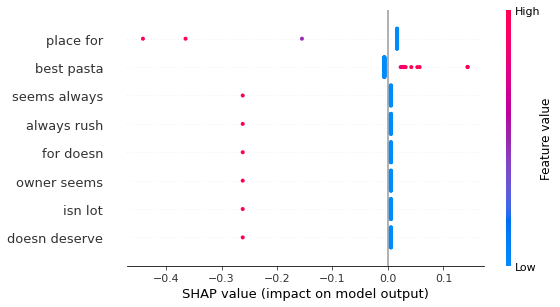 High
place for
best pasta
seems always
always rush
for doesn
owner seems
isn lot
doesn deserve
Feature value
Low
−0.4 −0.3 −0.2 −0.1 0.0 0.1
SHAP value (impact on model output)